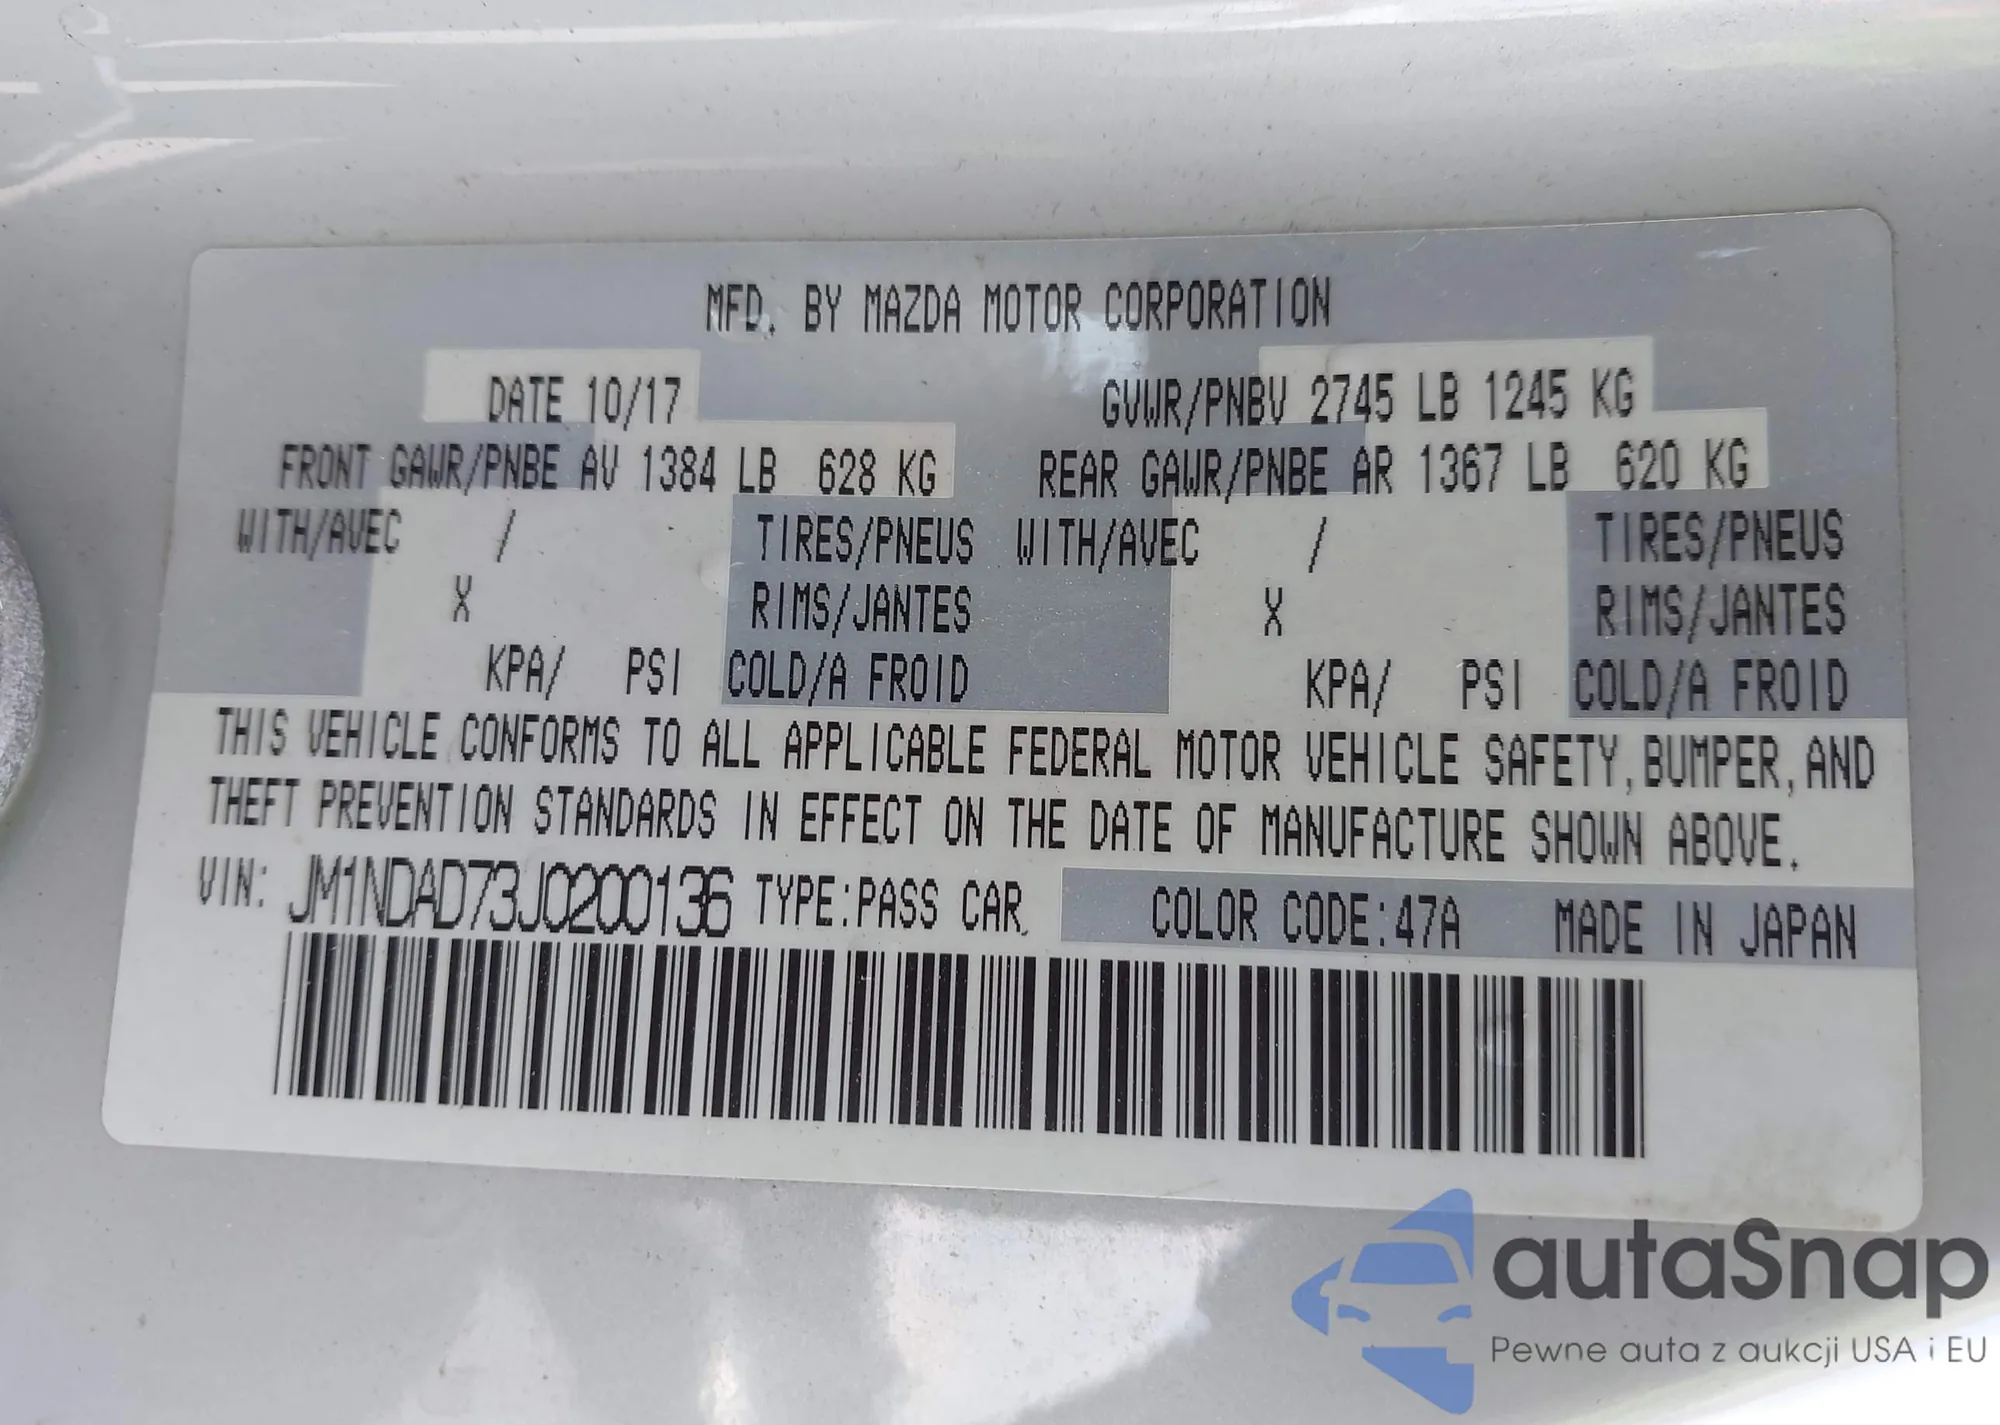 MFD. BY MAZDA MOTOR CORPORATION
DATE 10/17 GVWR/PNBV 2745 LB 1245 KG
FRONT GAWR/PNBE AV 1384 LB 628 KG REAR GAWR/PNBE AR 1367 LB 620 KG
WITH/AVEC / TIRES/PNEUS WITH/AVEC / TIRES/PNEUS
X RIMS/JANTES X RIMS/JANTES
KPA/ PSI COLD/A FROID KPA/ PSI COLD/A FROID
THIS VEHICLE CONFORMS TO ALL APPLICABLE FEDERAL MOTOR VEHICLE SAFETY, BUMPER, AND
THEFT PREVENTION STANDARDS IN EFFECT ON THE DATE OF MANUFACTURE SHOWN ABOVE.
VIN: JM1NDAD73J0200136 TYPE:PASS CAR COLOR CODE:47A MADE IN JAPAN
autaSnap
Pewne auta z aukcji USA i EU